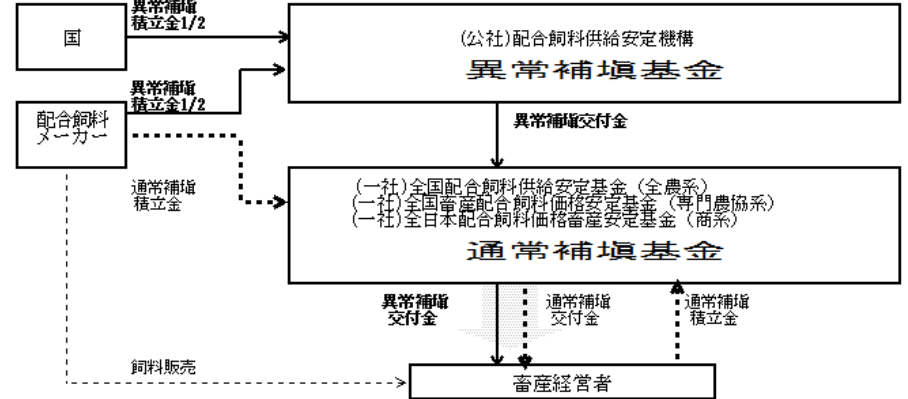 異常補塡
積立金1/2
国
(公社)配合飼料供給安定機構
異常補塡基金
異常補塡
積立金1/2
配合飼料
メーカー
異常補塡交付金
通常補塡
積立金
(一社)全国配合飼料供給安定基金（全農系）
(一社)全国畜産配合飼料価格安定基金（専門農協系）
(一社)全日本配合飼料価格畜産安定基金（商系）
通常補塡基金
異常補塡
交付金
通常補塡
交付金
通常補塡
積立金
飼料販売
畜産経営者